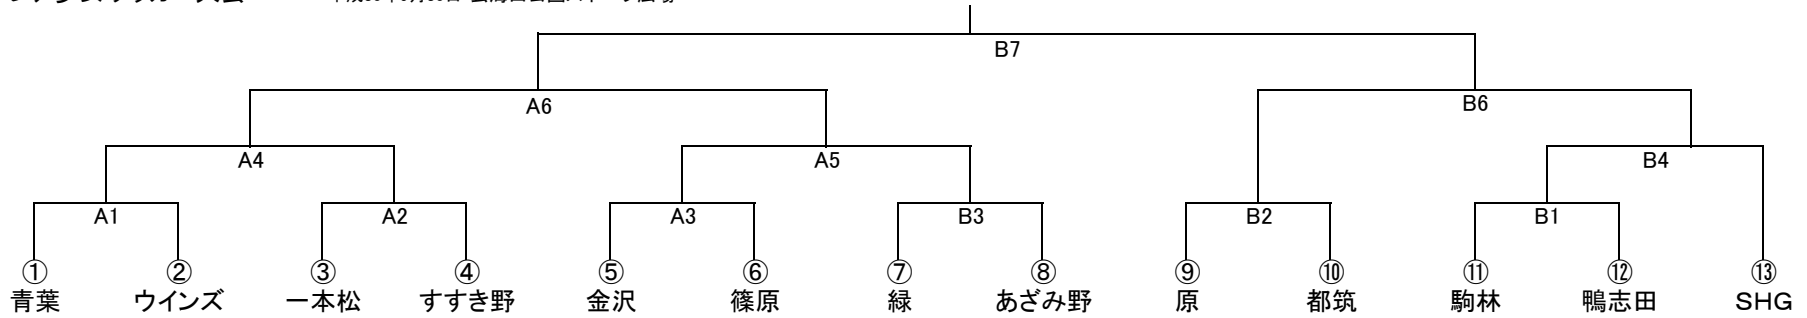 B7
A6 B6
A4 A5 B4
A1 A2 A3 B3 B2 B1
① ② ③ ④ ⑤ ⑥ ⑦ ⑧ ⑨ ⑩ ⑪ ⑫ ⑬
青葉 ウインズ 一本松 すすき野 金沢 篠原 緑 あざみ野 原 都筑 駒林 鴨志田 SHG